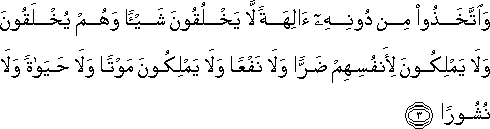 وَٱتَّخَذُوا۟ مِن دُونِهِۦٓ ءَالِهَةً لَّا يَخْلُقُونَ شَيْـًٔا وَهُمْ يُخْلَقُونَ
وَلَا يَمْلِكُونَ لِأَنفُسِهِمْ ضَرًّا وَلَا نَفْعًا وَلَا يَمْلِكُونَ مَوْتًا وَلَا حَيَوٰةً وَلَا
نُشُورًا ٣